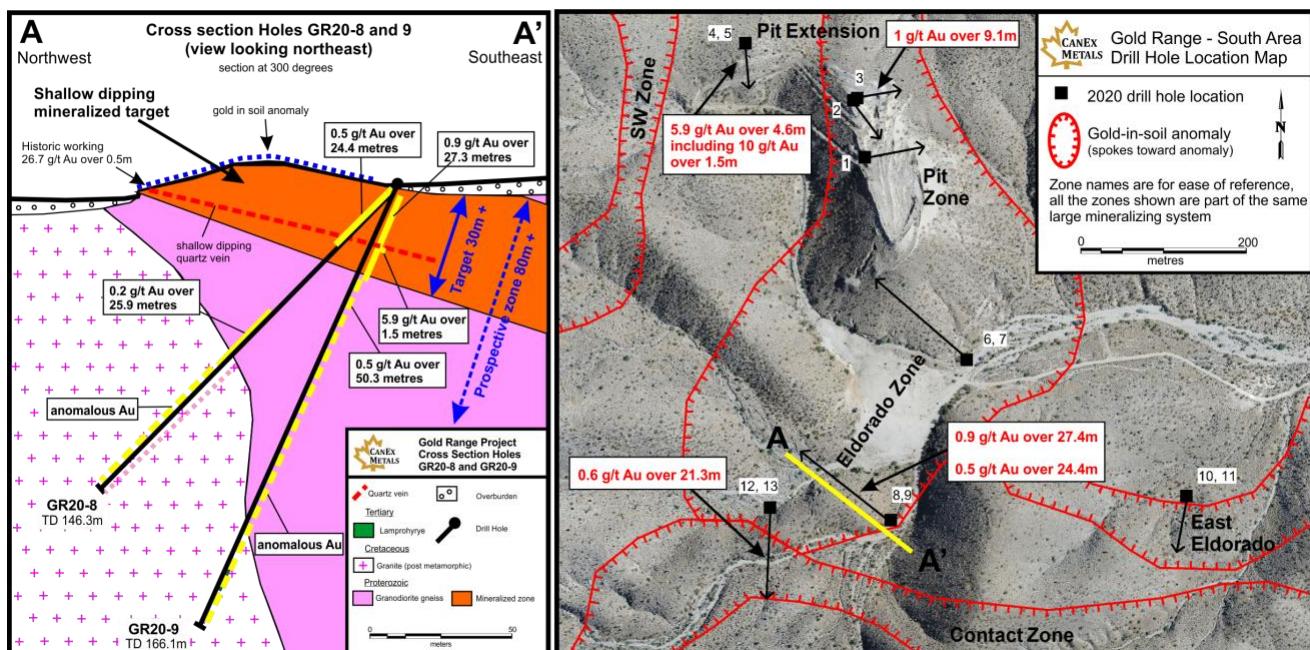 A
Cross section Holes GR20-8 and 9
(view looking northeast)
section at 300 degrees
A'
Northwest
Southeast
Shallow dipping
mineralized target
gold in soil anomaly
Historic working
26.7 g/t Au over 0.5m
0.5 g/t Au over
24.4 metres
0.9 g/t Au over
27.3 metres
shallow dipping
quartz vein
Target 30m +
Prospective zone 80m +
0.2 g/t Au over
25.9 metres
5.9 g/t Au over
1.5 metres
0.5 g/t Au over
50.3 metres
anomalous Au
GR20-8
TD 146.3m
anomalous Au
GR20-9
TD 166.1m
CANEX
METALS
Gold Range Project
Cross Section Holes
GR20-8 and GR20-9
Quartz vein
Overburden
Tertiary
Lamprohyrye
Drill Hole
Cretaceous
Granite (post metamorphic)
Proterozoic
Granodiorite gneiss
Mineralized zone
0
50
meters
4, 5
Pit Extension
1 g/t Au over 9.1m
SW Zone
3
2
5.9 g/t Au over 4.6m
including 10 g/t Au
over 1.5m
1
Pit
Zone
6, 7
Eldorado Zone
A
0.9 g/t Au over 27.4m
0.5 g/t Au over 24.4m
0.6 g/t Au over 21.3m
12, 13
8,9
10, 11
A'
East
Eldorado
Contact Zone
CANEX
METALS
Gold Range - South Area
Drill Hole Location Map
2020 drill hole location
Gold-in-soil anomaly
(spokes toward anomaly)
N
Zone names are for ease of reference,
all the zones shown are part of the same
large mineralizing system
0
200
metres